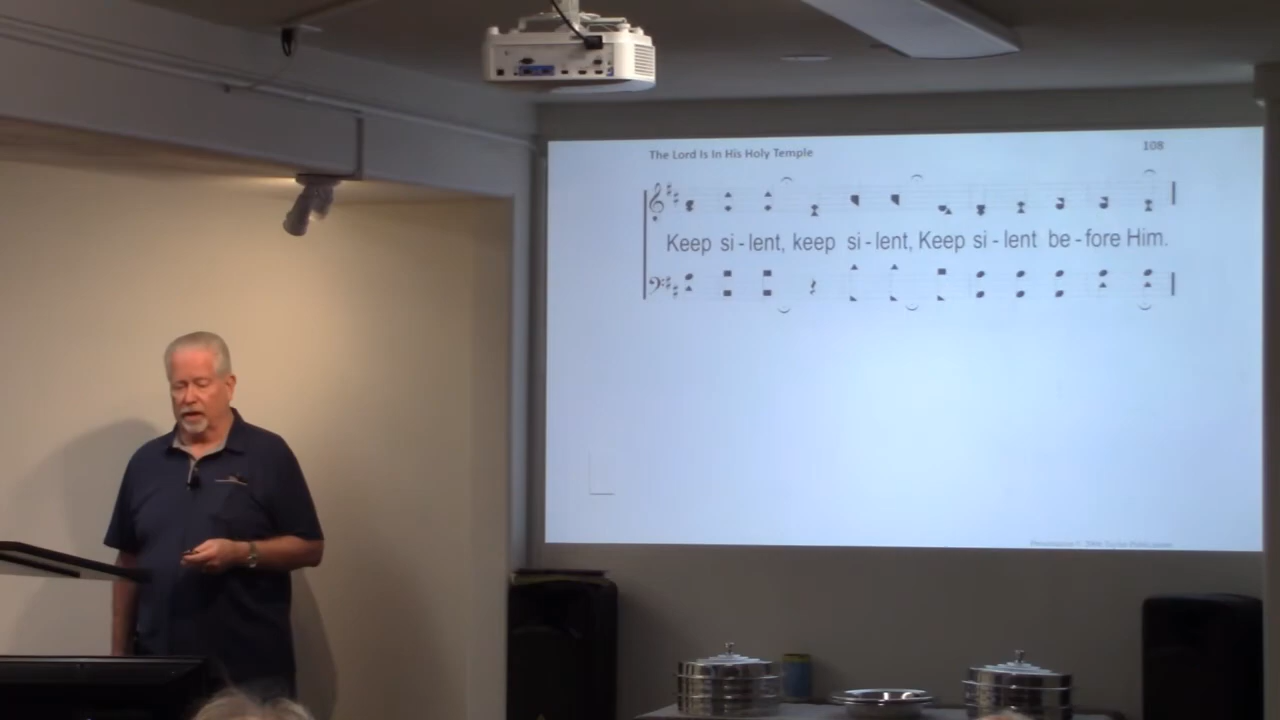 The Lord Is In His Holy Temple 108
Keep si - lent, keep si - lent, Keep si - lent be - fore Him.